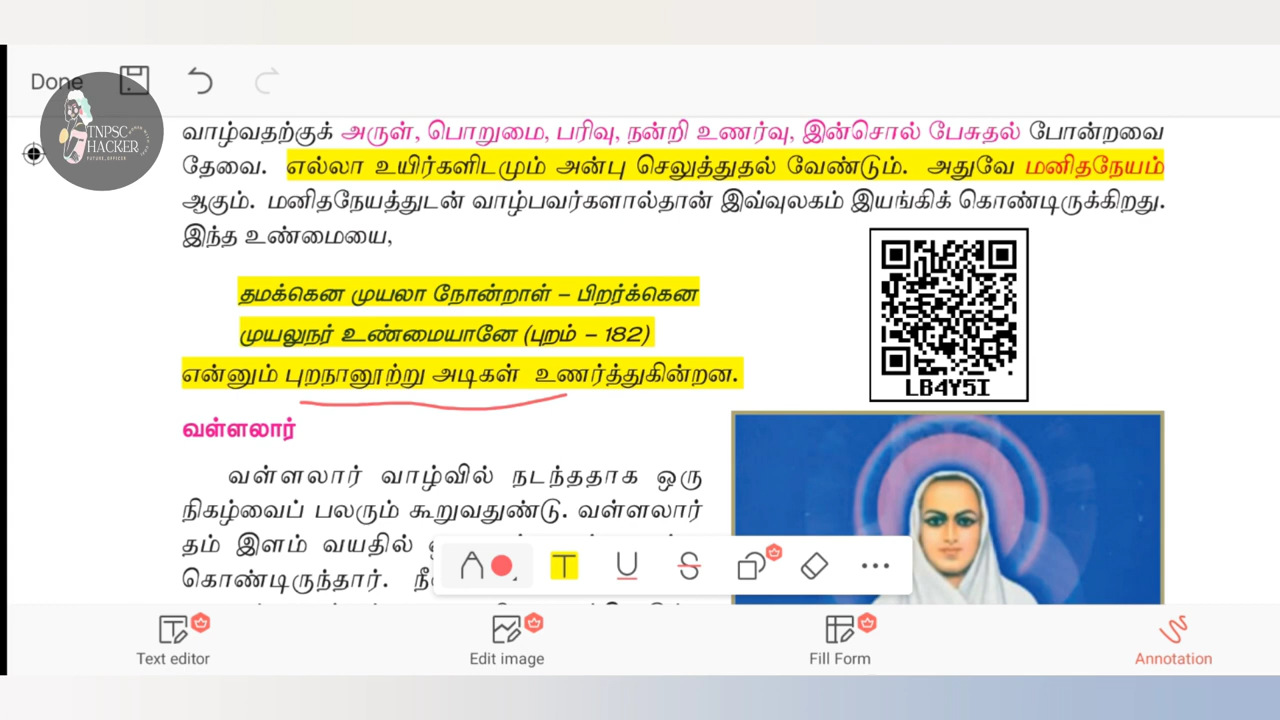 Done
TNPSC
HACKER
FUTURE OFFICER
வாழ்வதற்குக் அருள், பொறுமை, பரிவு, நன்றி உணர்வு, இன்சொல் பேசுதல் போன்றவை
தேவை. எல்லா உயிர்களிடமும் அன்பு செலுத்துதல் வேண்டும். அதுவே மனிதநேயம்
ஆகும். மனிதநேயத்துடன் வாழ்பவர்களால்தான் இவ்வுலகம் இயங்கிக் கொண்டிருக்கிறது.
இந்த உண்மையை,
தமக்கென முயலா நோன்றாள் – பிறர்க்கென
முயலுநர் உண்மையானே (புறம் – 182)
என்னும் புறநானூற்று அடிகள் உணர்த்துகின்றன.
LB4Y5I
வள்ளலார்
வள்ளலார் வாழ்வில் நடந்ததாக ஒரு
நிகழ்வைப் பலரும் கூறுவதுண்டு. வள்ளலார்
தம் இளம் வயதில்
கொண்டிருந்தார்.
Text editor
Edit image
Fill Form
Annotation